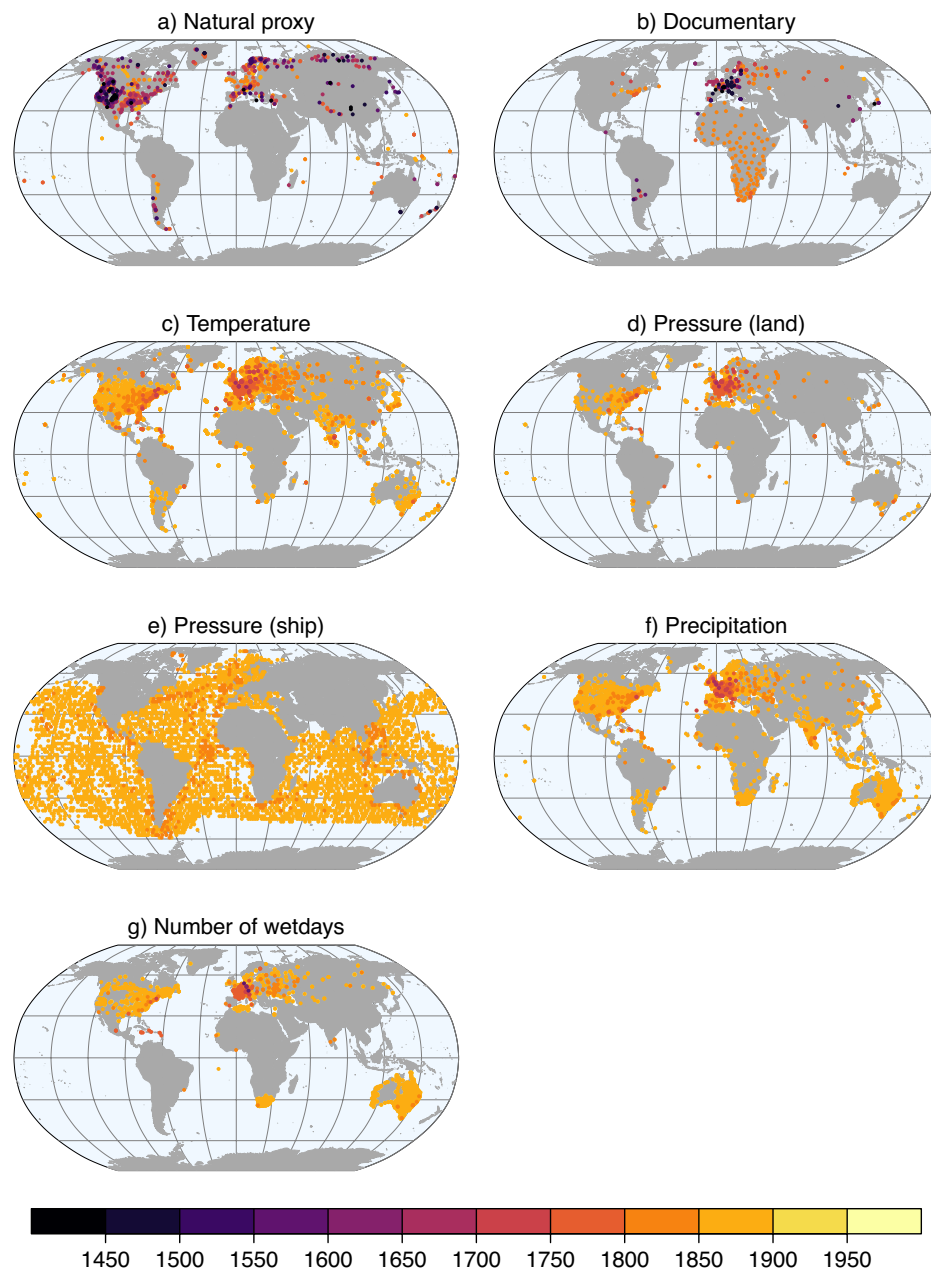 a) Natural proxy
b) Documentary
c) Temperature
d) Pressure (land)
e) Pressure (ship)
f) Precipitation
g) Number of wetdays
1450 1500 1550 1600 1650 1700 1750 1800 1850 1900 1950